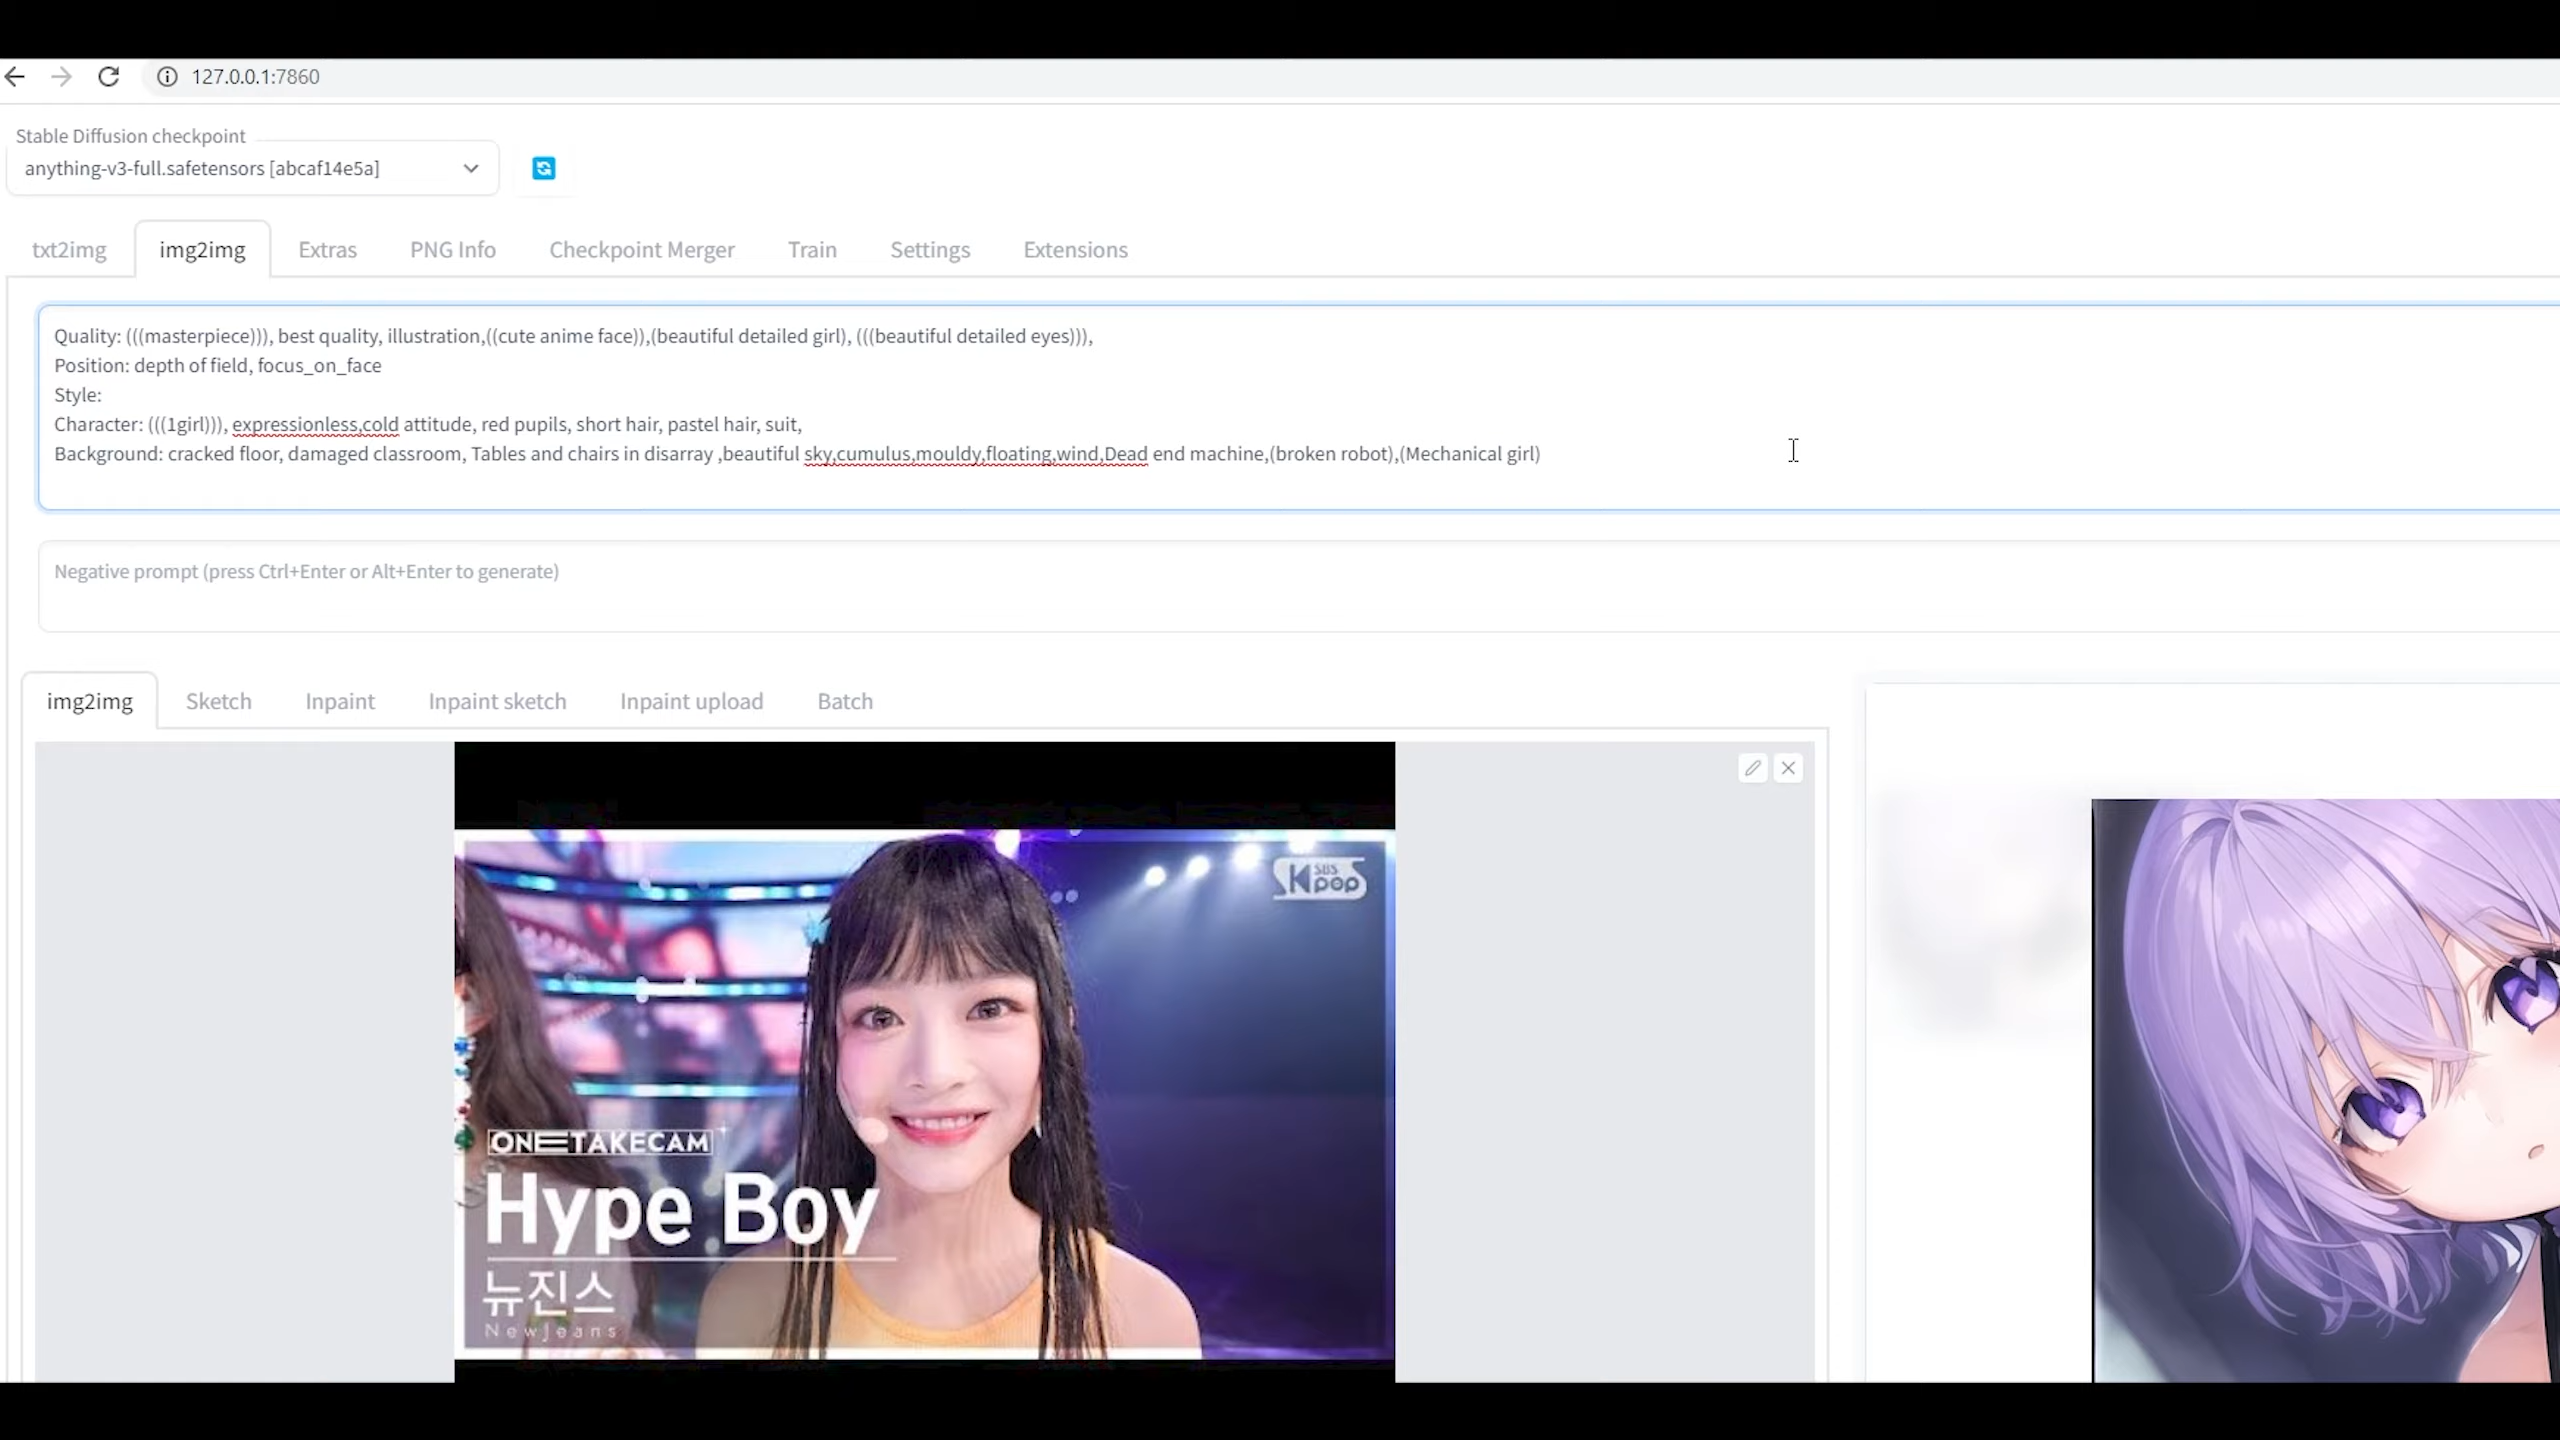 127.0.0.1:7860
Stable Diffusion checkpoint
anything-v3-full.safetensors [abcaf14e5a]
txt2img img2img Extras PNG Info Checkpoint Merger Train Settings Extensions
Quality: (((masterpiece))), best quality, illustration,((cute anime face)),(beautiful detailed girl), (((beautiful detailed eyes))),
Position: depth of field, focus_on_face
Style:
Character: (((1girl))), expressionless,cold attitude, red pupils, short hair, pastel hair, suit,
Background: cracked floor, damaged classroom, Tables and chairs in disarray ,beautiful sky,cumulus,mouldy,floating,wind,Dead end machine,(broken robot),(Mechanical girl)
Negative prompt (press Ctrl+Enter or Alt+Enter to generate)
img2img Sketch Inpaint Inpaint sketch Inpaint upload Batch
SBS
Kpop
ONETAKECAM
Hype Boy
뉴진스
NewJeans